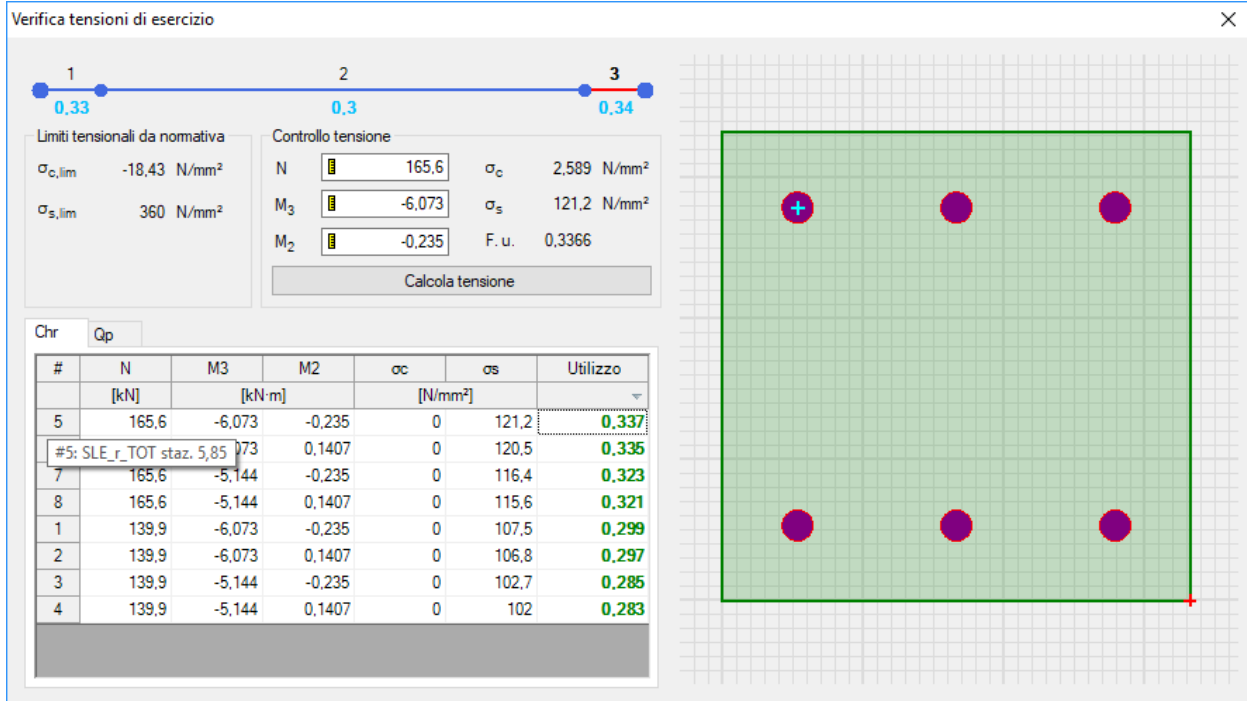 Verifica tensioni di esercizio
1 2 3
0,33 0,3 0,34
Limiti tensionali da normativa
σc,lim -18,43 N/mm²
σs,lim 360 N/mm²
Controllo tensione
N 165,6 σc 2,589 N/mm²
M3 -6,073 σs 121,2 N/mm²
M2 -0,235 F. u. 0,3366
Calcola tensione
Chr Qp
# N M3 M2 σc σs Utilizzo
[kN] [kN·m] [N/mm²]
5 165,6 -6,073 -0,235 0 121,2 0,337
#5: SLE_r_TOT staz. 5,85 073 0,1407 0 120,5 0,335
7 165,6 -5,144 -0,235 0 116,4 0,323
8 165,6 -5,144 0,1407 0 115,6 0,321
1 139,9 -6,073 -0,235 0 107,5 0,299
2 139,9 -6,073 0,1407 0 106,8 0,297
3 139,9 -5,144 -0,235 0 102,7 0,285
4 139,9 -5,144 0,1407 0 102 0,283